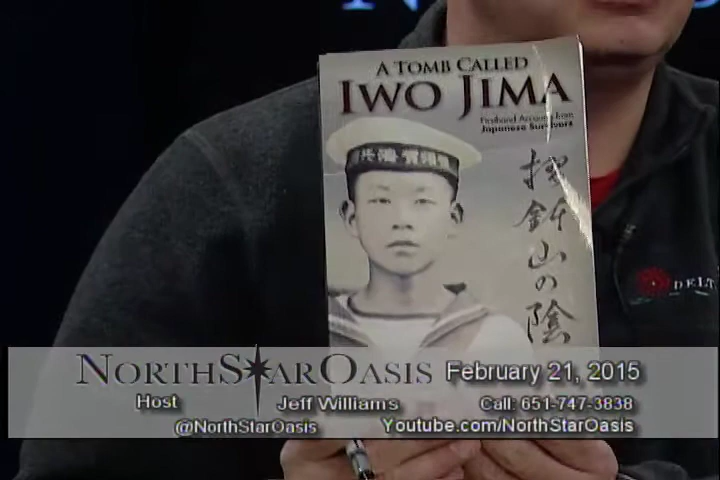 A TOMB CALLED
IWO JIMA
Firsthand Accounts from
Japanese Survivors
摺鉢山の陰
DELT
NORTHSTAROASIS
February 21, 2015
Host Jeff Williams Call: 651-747-3838
@NorthStarOasis Youtube.com/NorthStarOasis